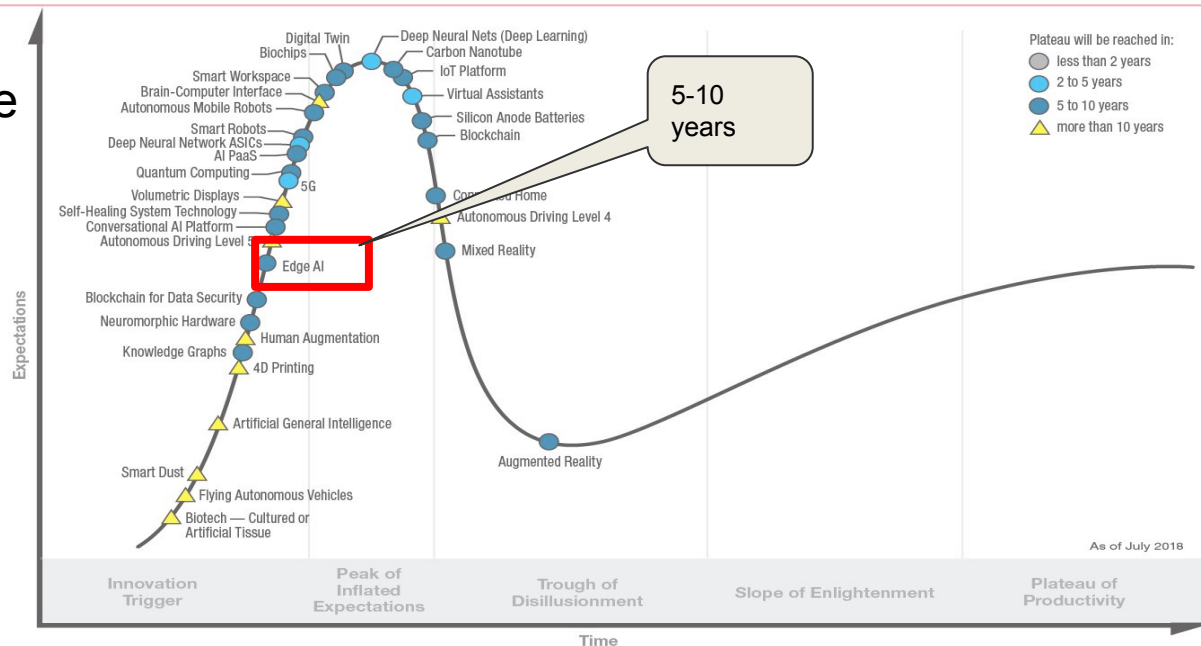 e
Digital Twin
Biochips
Smart Workspace
Brain-Computer Interface
Autonomous Mobile Robots
Smart Robots
Deep Neural Network ASICs
AI PaaS
Quantum Computing
5G
Volumetric Displays
Self-Healing System Technology
Conversational AI Platform
Autonomous Driving Level 5
Edge AI
Blockchain for Data Security
Neuromorphic Hardware
Human Augmentation
Knowledge Graphs
4D Printing
Artificial General Intelligence
Smart Dust
Flying Autonomous Vehicles
Biotech — Cultured or
Artificial Tissue
Deep Neural Nets (Deep Learning)
Carbon Nanotube
IoT Platform
Virtual Assistants
Silicon Anode Batteries
Blockchain
Connected Home
Autonomous Driving Level 4
Mixed Reality
Augmented Reality
5-10
years
Plateau will be reached in:
less than 2 years
2 to 5 years
5 to 10 years
more than 10 years
As of July 2018
Expectations
Innovation
Trigger
Peak of
Inflated
Expectations
Trough of
Disillusionment
Slope of Enlightenment
Plateau of
Productivity
Time